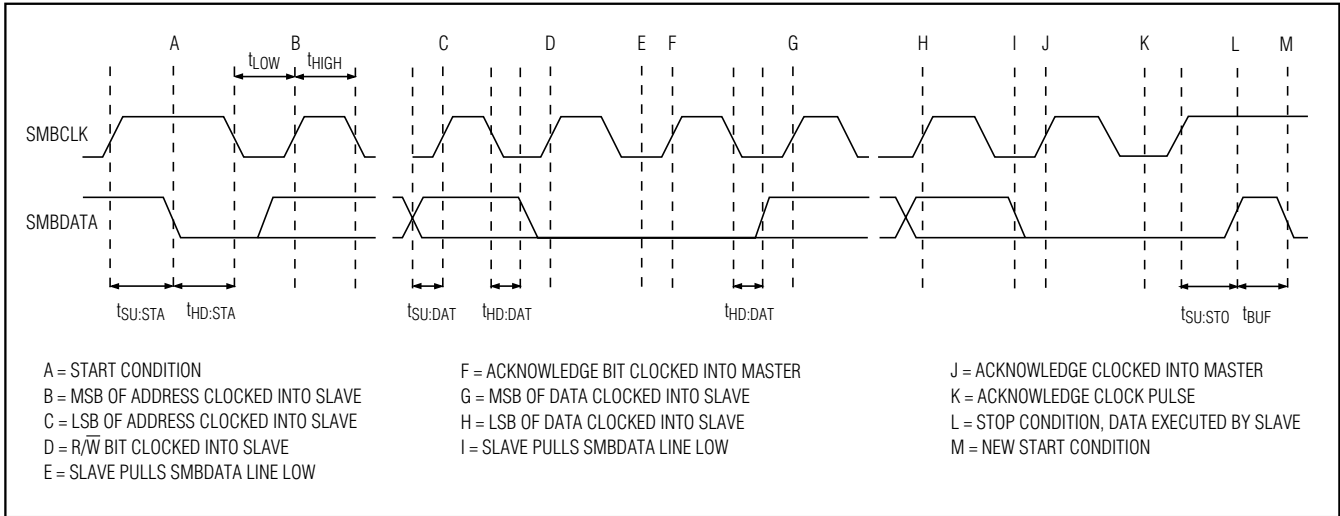 A B C D E F G H I J K L M
tLOW tHIGH
SMBCLK
SMBDATA
tSU:STA tHD:STA tSU:DAT tHD:DAT tHD:DAT tSU:STO tBUF
A = START CONDITION
B = MSB OF ADDRESS CLOCKED INTO SLAVE
C = LSB OF ADDRESS CLOCKED INTO SLAVE
D = R/W̅ BIT CLOCKED INTO SLAVE
E = SLAVE PULLS SMBDATA LINE LOW
F = ACKNOWLEDGE BIT CLOCKED INTO MASTER
G = MSB OF DATA CLOCKED INTO SLAVE
H = LSB OF DATA CLOCKED INTO SLAVE
I = SLAVE PULLS SMBDATA LINE LOW
J = ACKNOWLEDGE CLOCKED INTO MASTER
K = ACKNOWLEDGE CLOCK PULSE
L = STOP CONDITION, DATA EXECUTED BY SLAVE
M = NEW START CONDITION